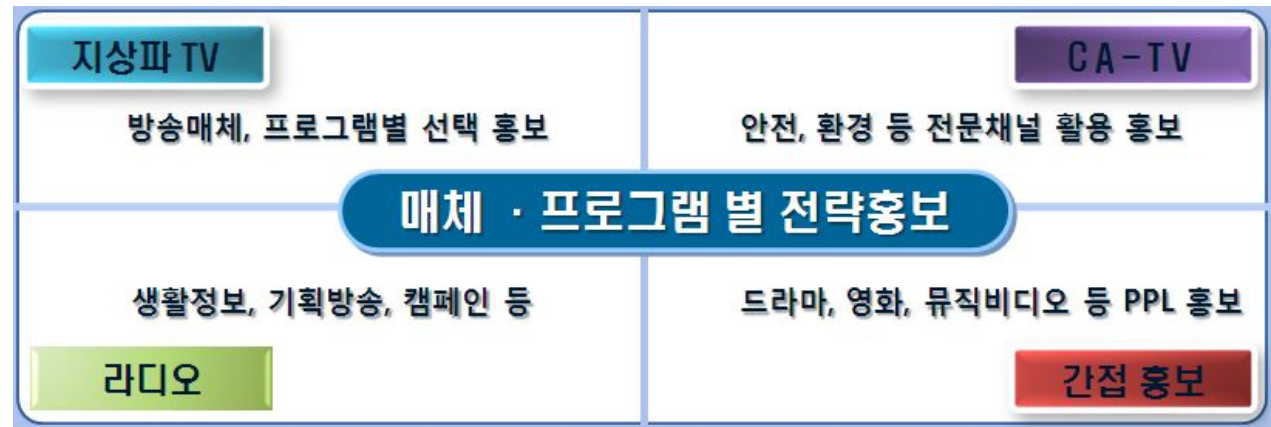 지상파 TV
CA-TV
방송매체, 프로그램별 선택 홍보
안전, 환경 등 전문채널 활용 홍보
매체 · 프로그램 별 전략홍보
생활정보, 기획방송, 캠페인 등
드라마, 영화, 뮤직비디오 등 PPL 홍보
라디오
간접 홍보